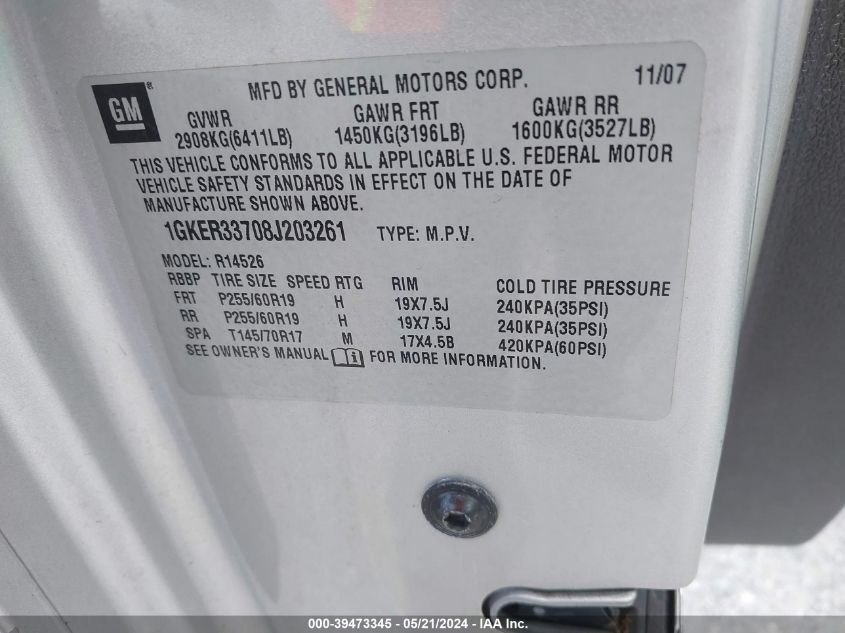 GM ® MFD BY GENERAL MOTORS CORP. 11/07
GVWR GAWR FRT GAWR RR
2908KG(6411LB) 1450KG(3196LB) 1600KG(3527LB)
THIS VEHICLE CONFORMS TO ALL APPLICABLE U.S. FEDERAL MOTOR
VEHICLE SAFETY STANDARDS IN EFFECT ON THE DATE OF
MANUFACTURE SHOWN ABOVE.
1GKER33708J203261 TYPE: M.P.V.
MODEL: R14526
RBBP TIRE SIZE SPEED RTG RIM COLD TIRE PRESSURE
FRT P255/60R19 H 19X7.5J 240KPA(35PSI)
RR P255/60R19 H 19X7.5J 240KPA(35PSI)
SPA T145/70R17 M 17X4.5B 420KPA(60PSI)
SEE OWNER'S MANUAL i FOR MORE INFORMATION.
000-39473345 - 05/21/2024 - IAA Inc.